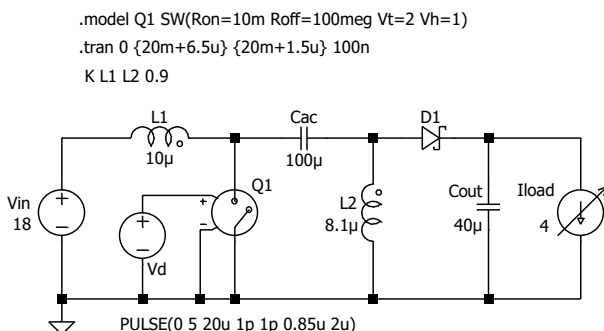 .model Q1 SW(Ron=10m Roff=100meg Vt=2 Vh=1)
.tran 0 {20m+6.5u} {20m+1.5u} 100n
K L1 L2 0.9
L1
10µ
Cac
100µ
D1
Vin
18
+
−
Vd
+
−
+
−
Q1
L2
8.1µ
Cout
40µ
Iload
4
PULSE(0 5 20u 1p 1p 0.85u 2u)